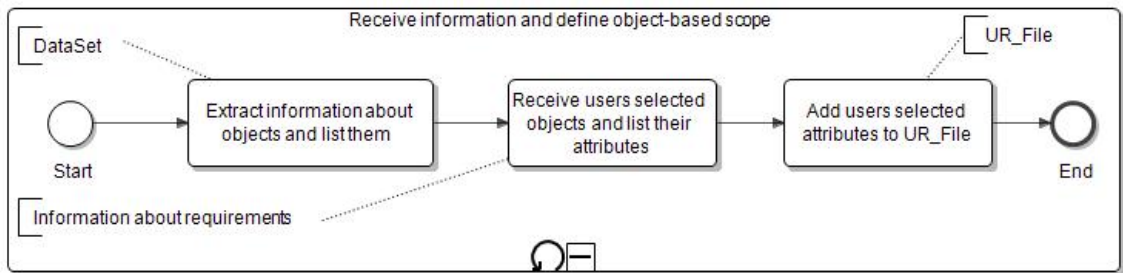 Receive information and define object-based scope
DataSet
UR_File
Extract information about
objects and list them
Receive users selected
objects and list their
attributes
Add users selected
attributes to UR_File
Start
End
Information about requirements